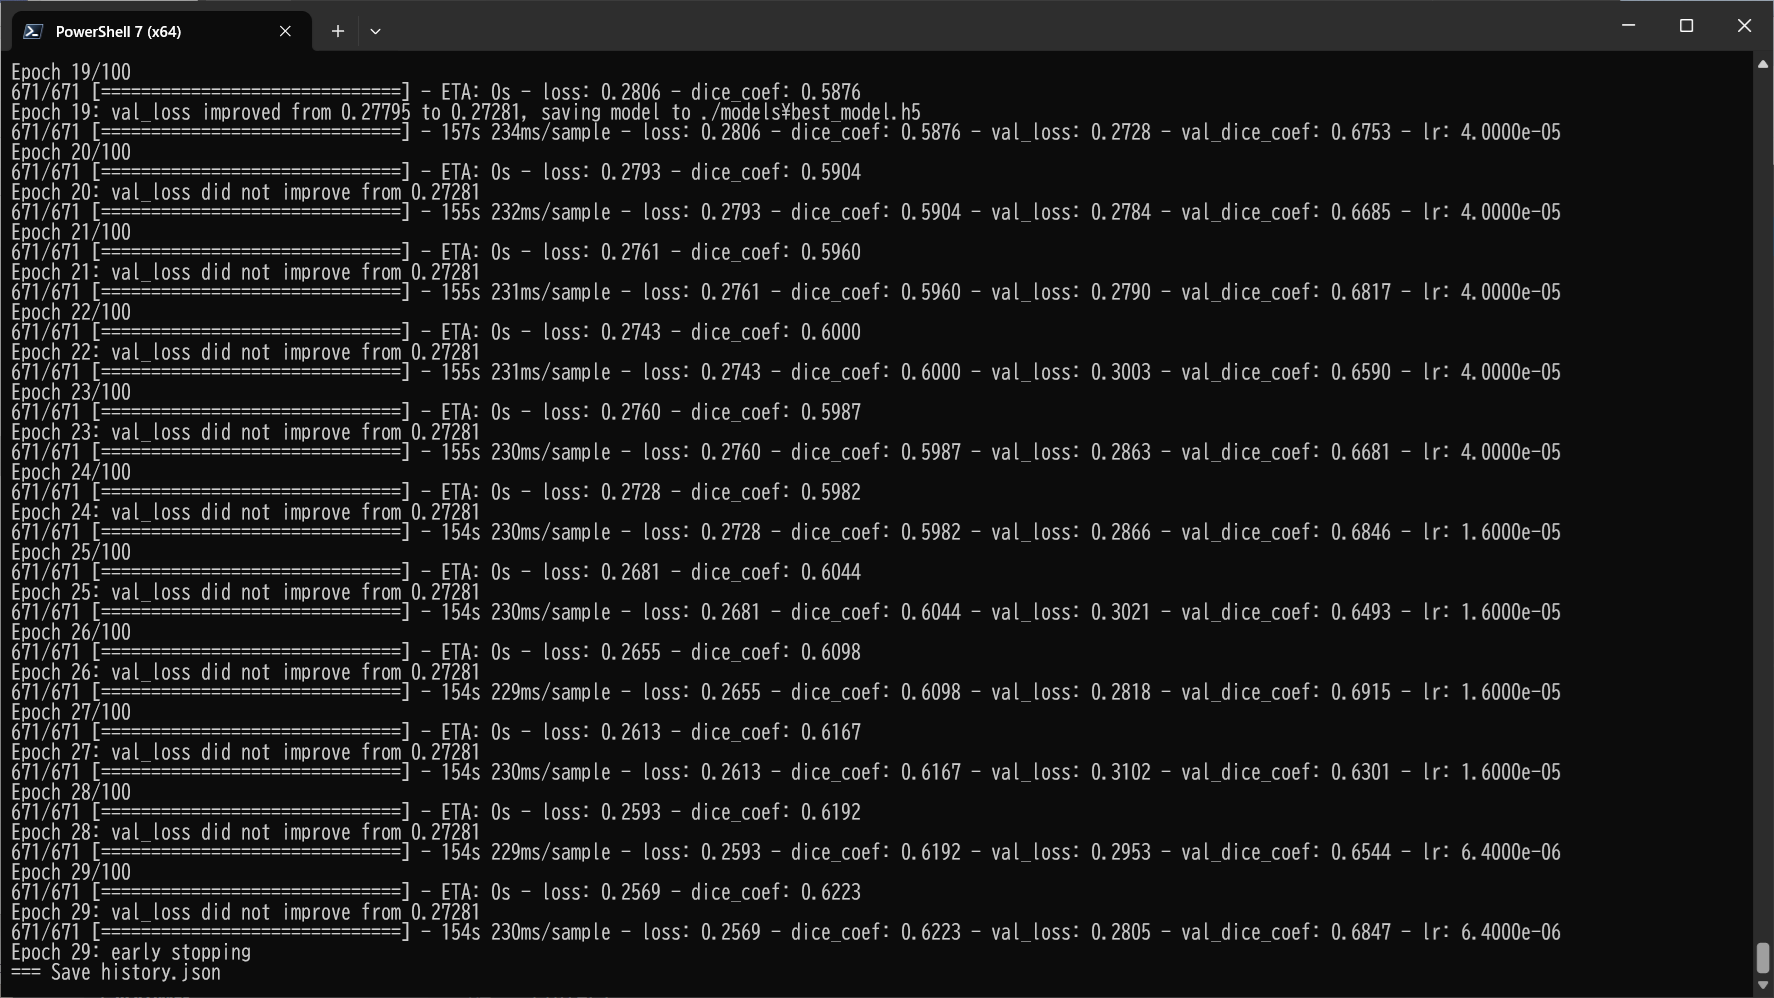 PowerShell 7 (x64)
Epoch 19/100
671/671 [==============================] - ETA: 0s - loss: 0.2806 - dice_coef: 0.5876
Epoch 19: val_loss improved from 0.27795 to 0.27281, saving model to ./models¥best_model.h5
671/671 [==============================] - 157s 234ms/sample - loss: 0.2806 - dice_coef: 0.5876 - val_loss: 0.2728 - val_dice_coef: 0.6753 - lr: 4.0000e-05
Epoch 20/100
671/671 [==============================] - ETA: 0s - loss: 0.2793 - dice_coef: 0.5904
Epoch 20: val_loss did not improve from 0.27281
671/671 [==============================] - 155s 232ms/sample - loss: 0.2793 - dice_coef: 0.5904 - val_loss: 0.2784 - val_dice_coef: 0.6685 - lr: 4.0000e-05
Epoch 21/100
671/671 [==============================] - ETA: 0s - loss: 0.2761 - dice_coef: 0.5960
Epoch 21: val_loss did not improve from 0.27281
671/671 [==============================] - 155s 231ms/sample - loss: 0.2761 - dice_coef: 0.5960 - val_loss: 0.2790 - val_dice_coef: 0.6817 - lr: 4.0000e-05
Epoch 22/100
671/671 [==============================] - ETA: 0s - loss: 0.2743 - dice_coef: 0.6000
Epoch 22: val_loss did not improve from 0.27281
671/671 [==============================] - 155s 231ms/sample - loss: 0.2743 - dice_coef: 0.6000 - val_loss: 0.3003 - val_dice_coef: 0.6590 - lr: 4.0000e-05
Epoch 23/100
671/671 [==============================] - ETA: 0s - loss: 0.2760 - dice_coef: 0.5987
Epoch 23: val_loss did not improve from 0.27281
671/671 [==============================] - 155s 230ms/sample - loss: 0.2760 - dice_coef: 0.5987 - val_loss: 0.2863 - val_dice_coef: 0.6681 - lr: 4.0000e-05
Epoch 24/100
671/671 [==============================] - ETA: 0s - loss: 0.2728 - dice_coef: 0.5982
Epoch 24: val_loss did not improve from 0.27281
671/671 [==============================] - 154s 230ms/sample - loss: 0.2728 - dice_coef: 0.5982 - val_loss: 0.2866 - val_dice_coef: 0.6846 - lr: 1.6000e-05
Epoch 25/100
671/671 [==============================] - ETA: 0s - loss: 0.2681 - dice_coef: 0.6044
Epoch 25: val_loss did not improve from 0.27281
671/671 [==============================] - 154s 230ms/sample - loss: 0.2681 - dice_coef: 0.6044 - val_loss: 0.3021 - val_dice_coef: 0.6493 - lr: 1.6000e-05
Epoch 26/100
671/671 [==============================] - ETA: 0s - loss: 0.2655 - dice_coef: 0.6098
Epoch 26: val_loss did not improve from 0.27281
671/671 [==============================] - 154s 229ms/sample - loss: 0.2655 - dice_coef: 0.6098 - val_loss: 0.2818 - val_dice_coef: 0.6915 - lr: 1.6000e-05
Epoch 27/100
671/671 [==============================] - ETA: 0s - loss: 0.2613 - dice_coef: 0.6167
Epoch 27: val_loss did not improve from 0.27281
671/671 [==============================] - 154s 230ms/sample - loss: 0.2613 - dice_coef: 0.6167 - val_loss: 0.3102 - val_dice_coef: 0.6301 - lr: 1.6000e-05
Epoch 28/100
671/671 [==============================] - ETA: 0s - loss: 0.2593 - dice_coef: 0.6192
Epoch 28: val_loss did not improve from 0.27281
671/671 [==============================] - 154s 229ms/sample - loss: 0.2593 - dice_coef: 0.6192 - val_loss: 0.2953 - val_dice_coef: 0.6544 - lr: 6.4000e-06
Epoch 29/100
671/671 [==============================] - ETA: 0s - loss: 0.2569 - dice_coef: 0.6223
Epoch 29: val_loss did not improve from 0.27281
671/671 [==============================] - 154s 230ms/sample - loss: 0.2569 - dice_coef: 0.6223 - val_loss: 0.2805 - val_dice_coef: 0.6847 - lr: 6.4000e-06
Epoch 29: early stopping
=== Save history.json